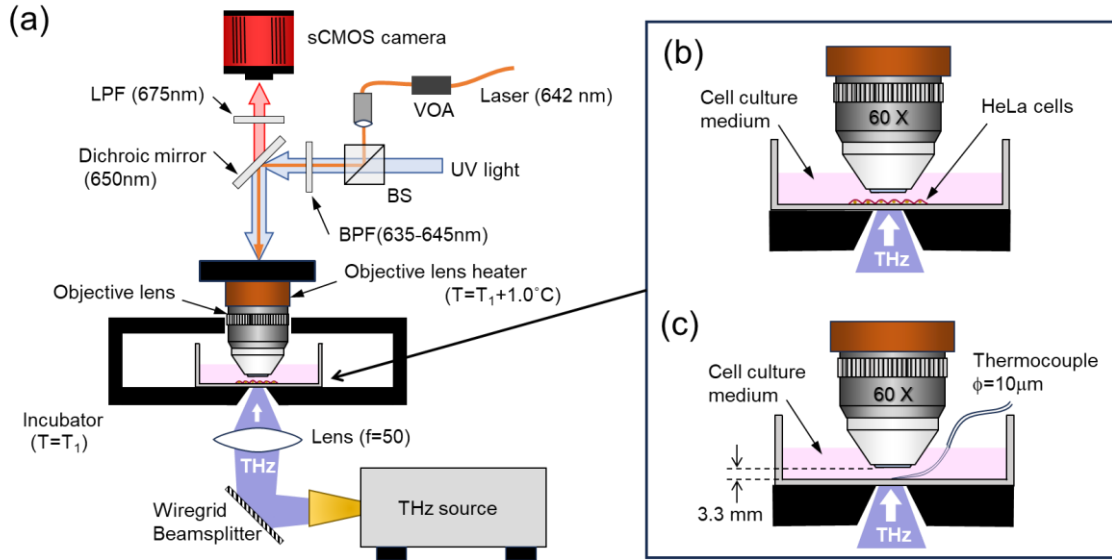 (a)
sCMOS camera
LPF (675nm)
VOA
Laser (642 nm)
Dichroic mirror
(650nm)
UV light
BS
BPF(635-645nm)
Objective lens heater
(T=T₁+1.0˚C)
Objective lens
Incubator
(T=T₁)
Lens (f=50)
THz
Wiregrid
Beamsplitter
THz source
(b)
Cell culture
medium
60 X
HeLa cells
THz
(c)
Cell culture
medium
60 X
Thermocouple
ϕ=10μm
3.3 mm
THz